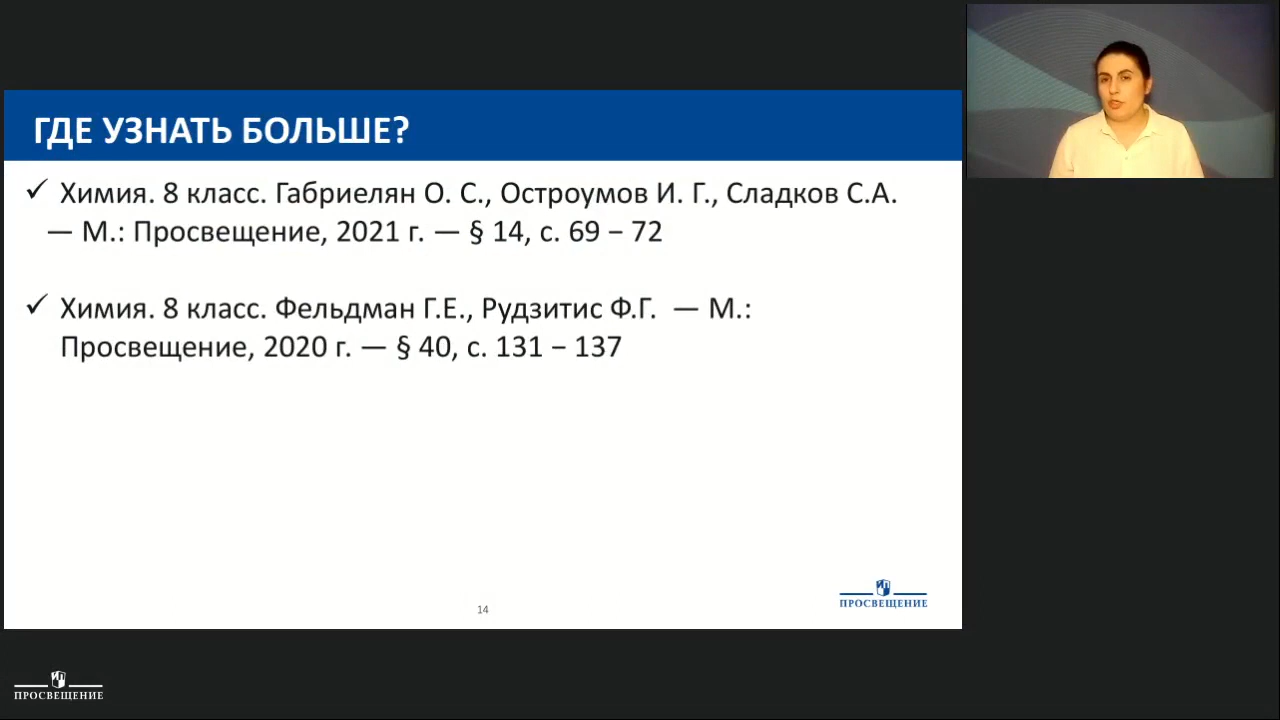 ГДЕ УЗНАТЬ БОЛЬШЕ?
✓ Химия. 8 класс. Габриелян О. С., Остроумов И. Г., Сладков С.А.
— М.: Просвещение, 2021 г. — § 14, с. 69 – 72
✓ Химия. 8 класс. Фельдман Г.Е., Рудзитис Ф.Г. — М.:
Просвещение, 2020 г. — § 40, с. 131 – 137
ПРОСВЕЩЕНИЕ
14
ПРОСВЕЩЕНИЕ